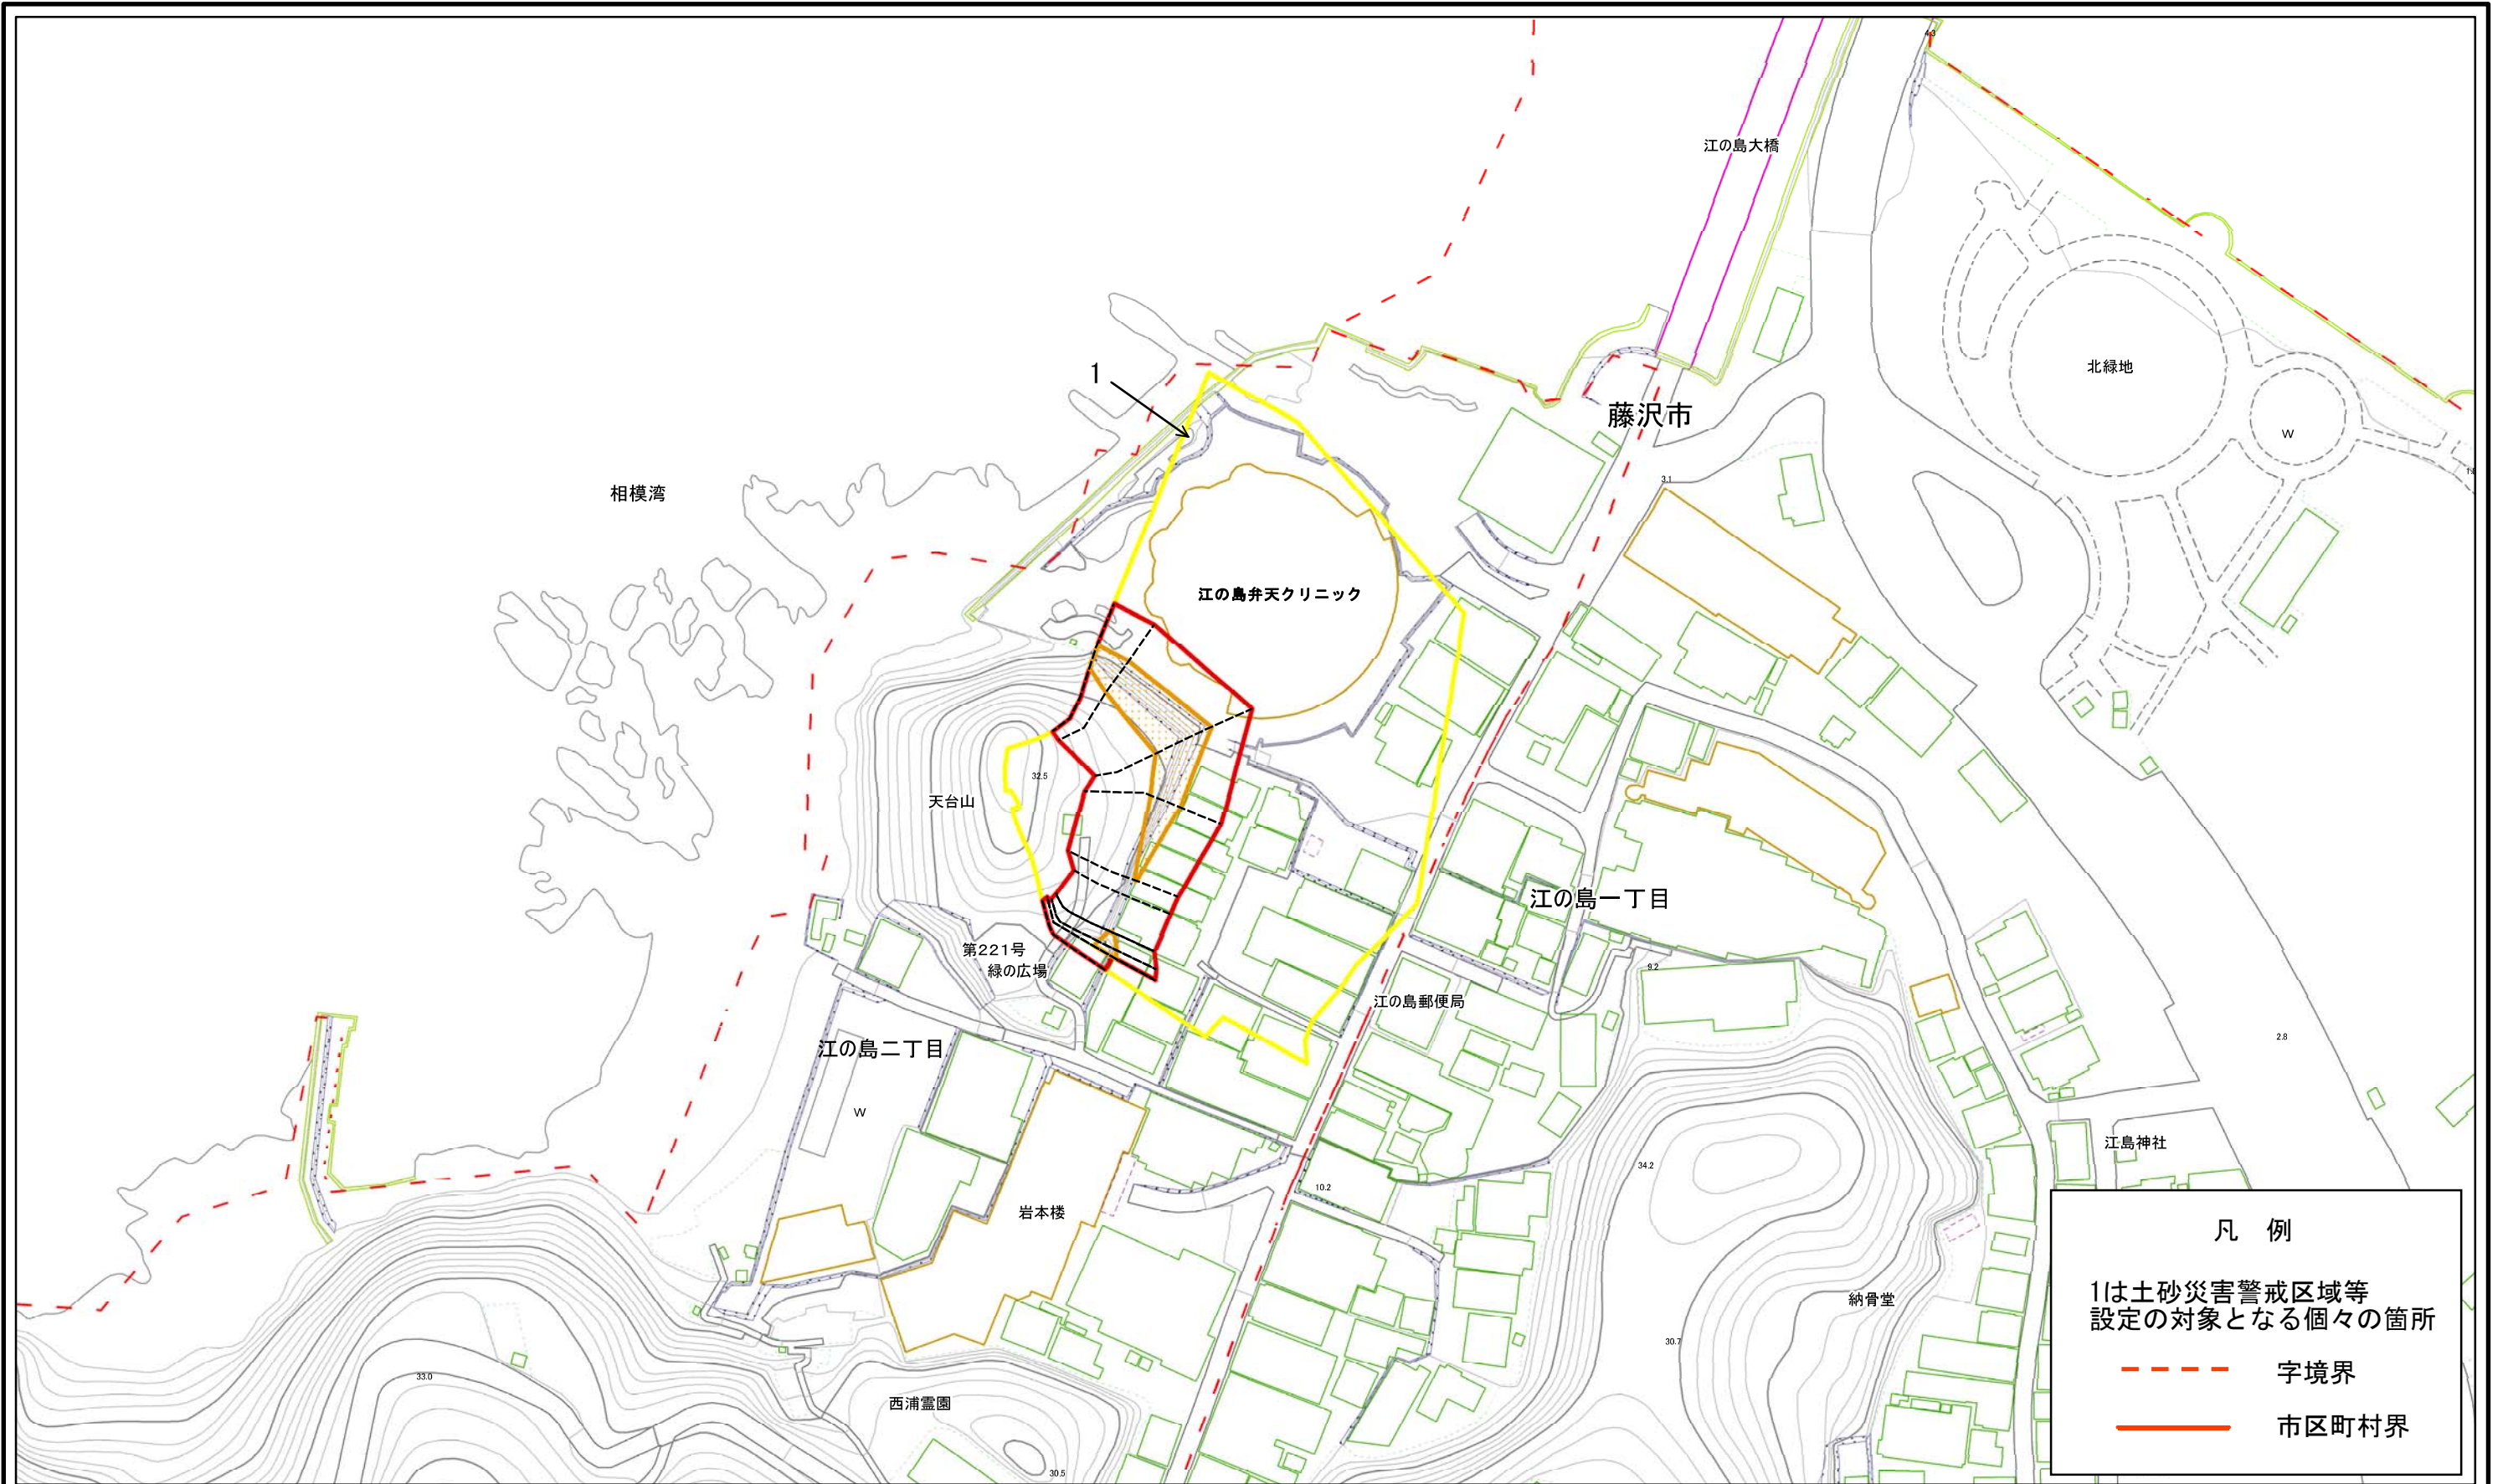 4.3
江の島大橋
北緑地
1
藤沢市
W
3.1
相模湾
江の島弁天クリニック
32.5
天台山
江の島一丁目
第221号
緑の広場
9.2
江の島郵便局
2.8
江の島二丁目
W
江島神社
34.2
10.2
岩本楼
納骨堂
30.7
33.0
西浦霊園
30.5
凡 例
1は土砂災害警戒区域等
設定の対象となる個々の箇所
字境界
市区町村界